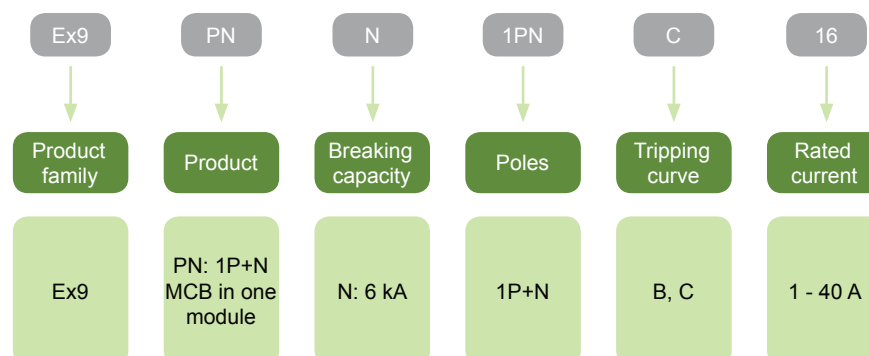 Ex9
PN
N
1PN
C
16
Product
family
Product
Breaking
capacity
Poles
Tripping
curve
Rated
current
Ex9
PN: 1P+N
MCB in one
module
N: 6 kA
1P+N
B, C
1 - 40 A